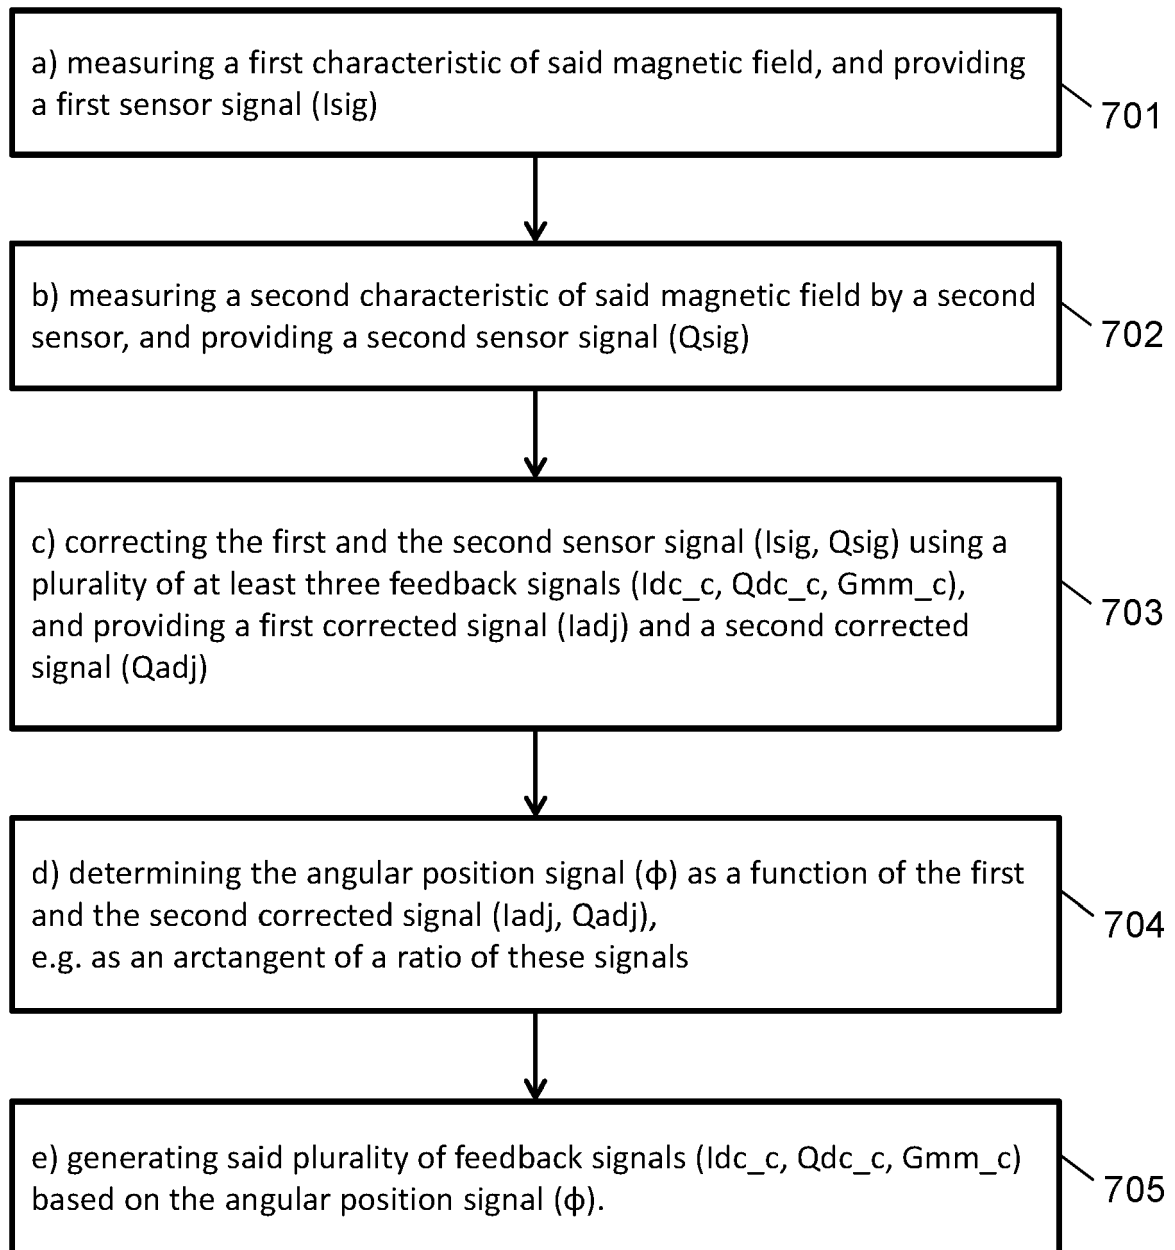 a) measuring a first characteristic of said magnetic field, and providing
a first sensor signal (Isig)
701
b) measuring a second characteristic of said magnetic field by a second
sensor, and providing a second sensor signal (Qsig)
702
c) correcting the first and the second sensor signal (Isig, Qsig) using a
plurality of at least three feedback signals (Idc_c, Qdc_c, Gmm_c),
and providing a first corrected signal (Iadj) and a second corrected
signal (Qadj)
703
d) determining the angular position signal (ϕ) as a function of the first
and the second corrected signal (Iadj, Qadj),
e.g. as an arctangent of a ratio of these signals
704
e) generating said plurality of feedback signals (Idc_c, Qdc_c, Gmm_c)
based on the angular position signal (ϕ).
705